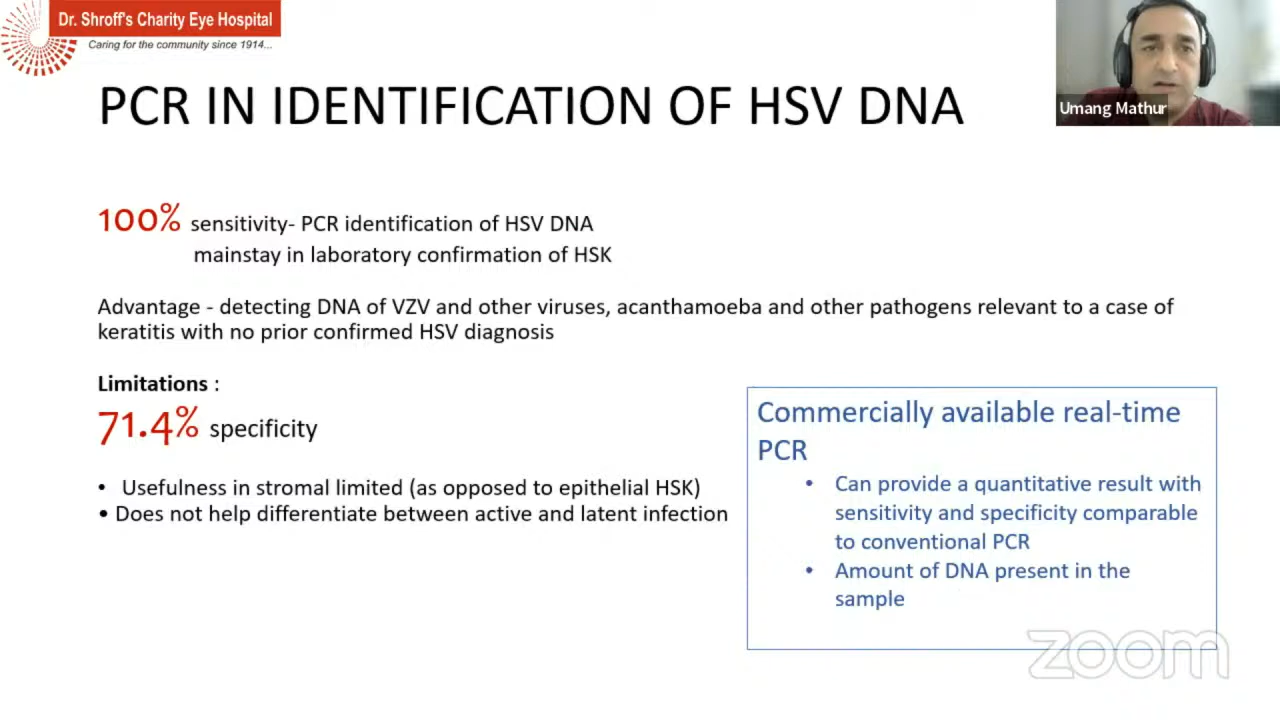 Dr. Shroff's Charity Eye Hospital
Caring for the community since 1914...
Umang Mathur
PCR IN IDENTIFICATION OF HSV DNA
100% sensitivity- PCR identification of HSV DNA
mainstay in laboratory confirmation of HSK
Advantage - detecting DNA of VZV and other viruses, acanthamoeba and other pathogens relevant to a case of
keratitis with no prior confirmed HSV diagnosis
Limitations :
71.4% specificity
• Usefulness in stromal limited (as opposed to epithelial HSK)
• Does not help differentiate between active and latent infection
Commercially available real-time
PCR
• Can provide a quantitative result with
sensitivity and specificity comparable
to conventional PCR
• Amount of DNA present in the
sample
zoom